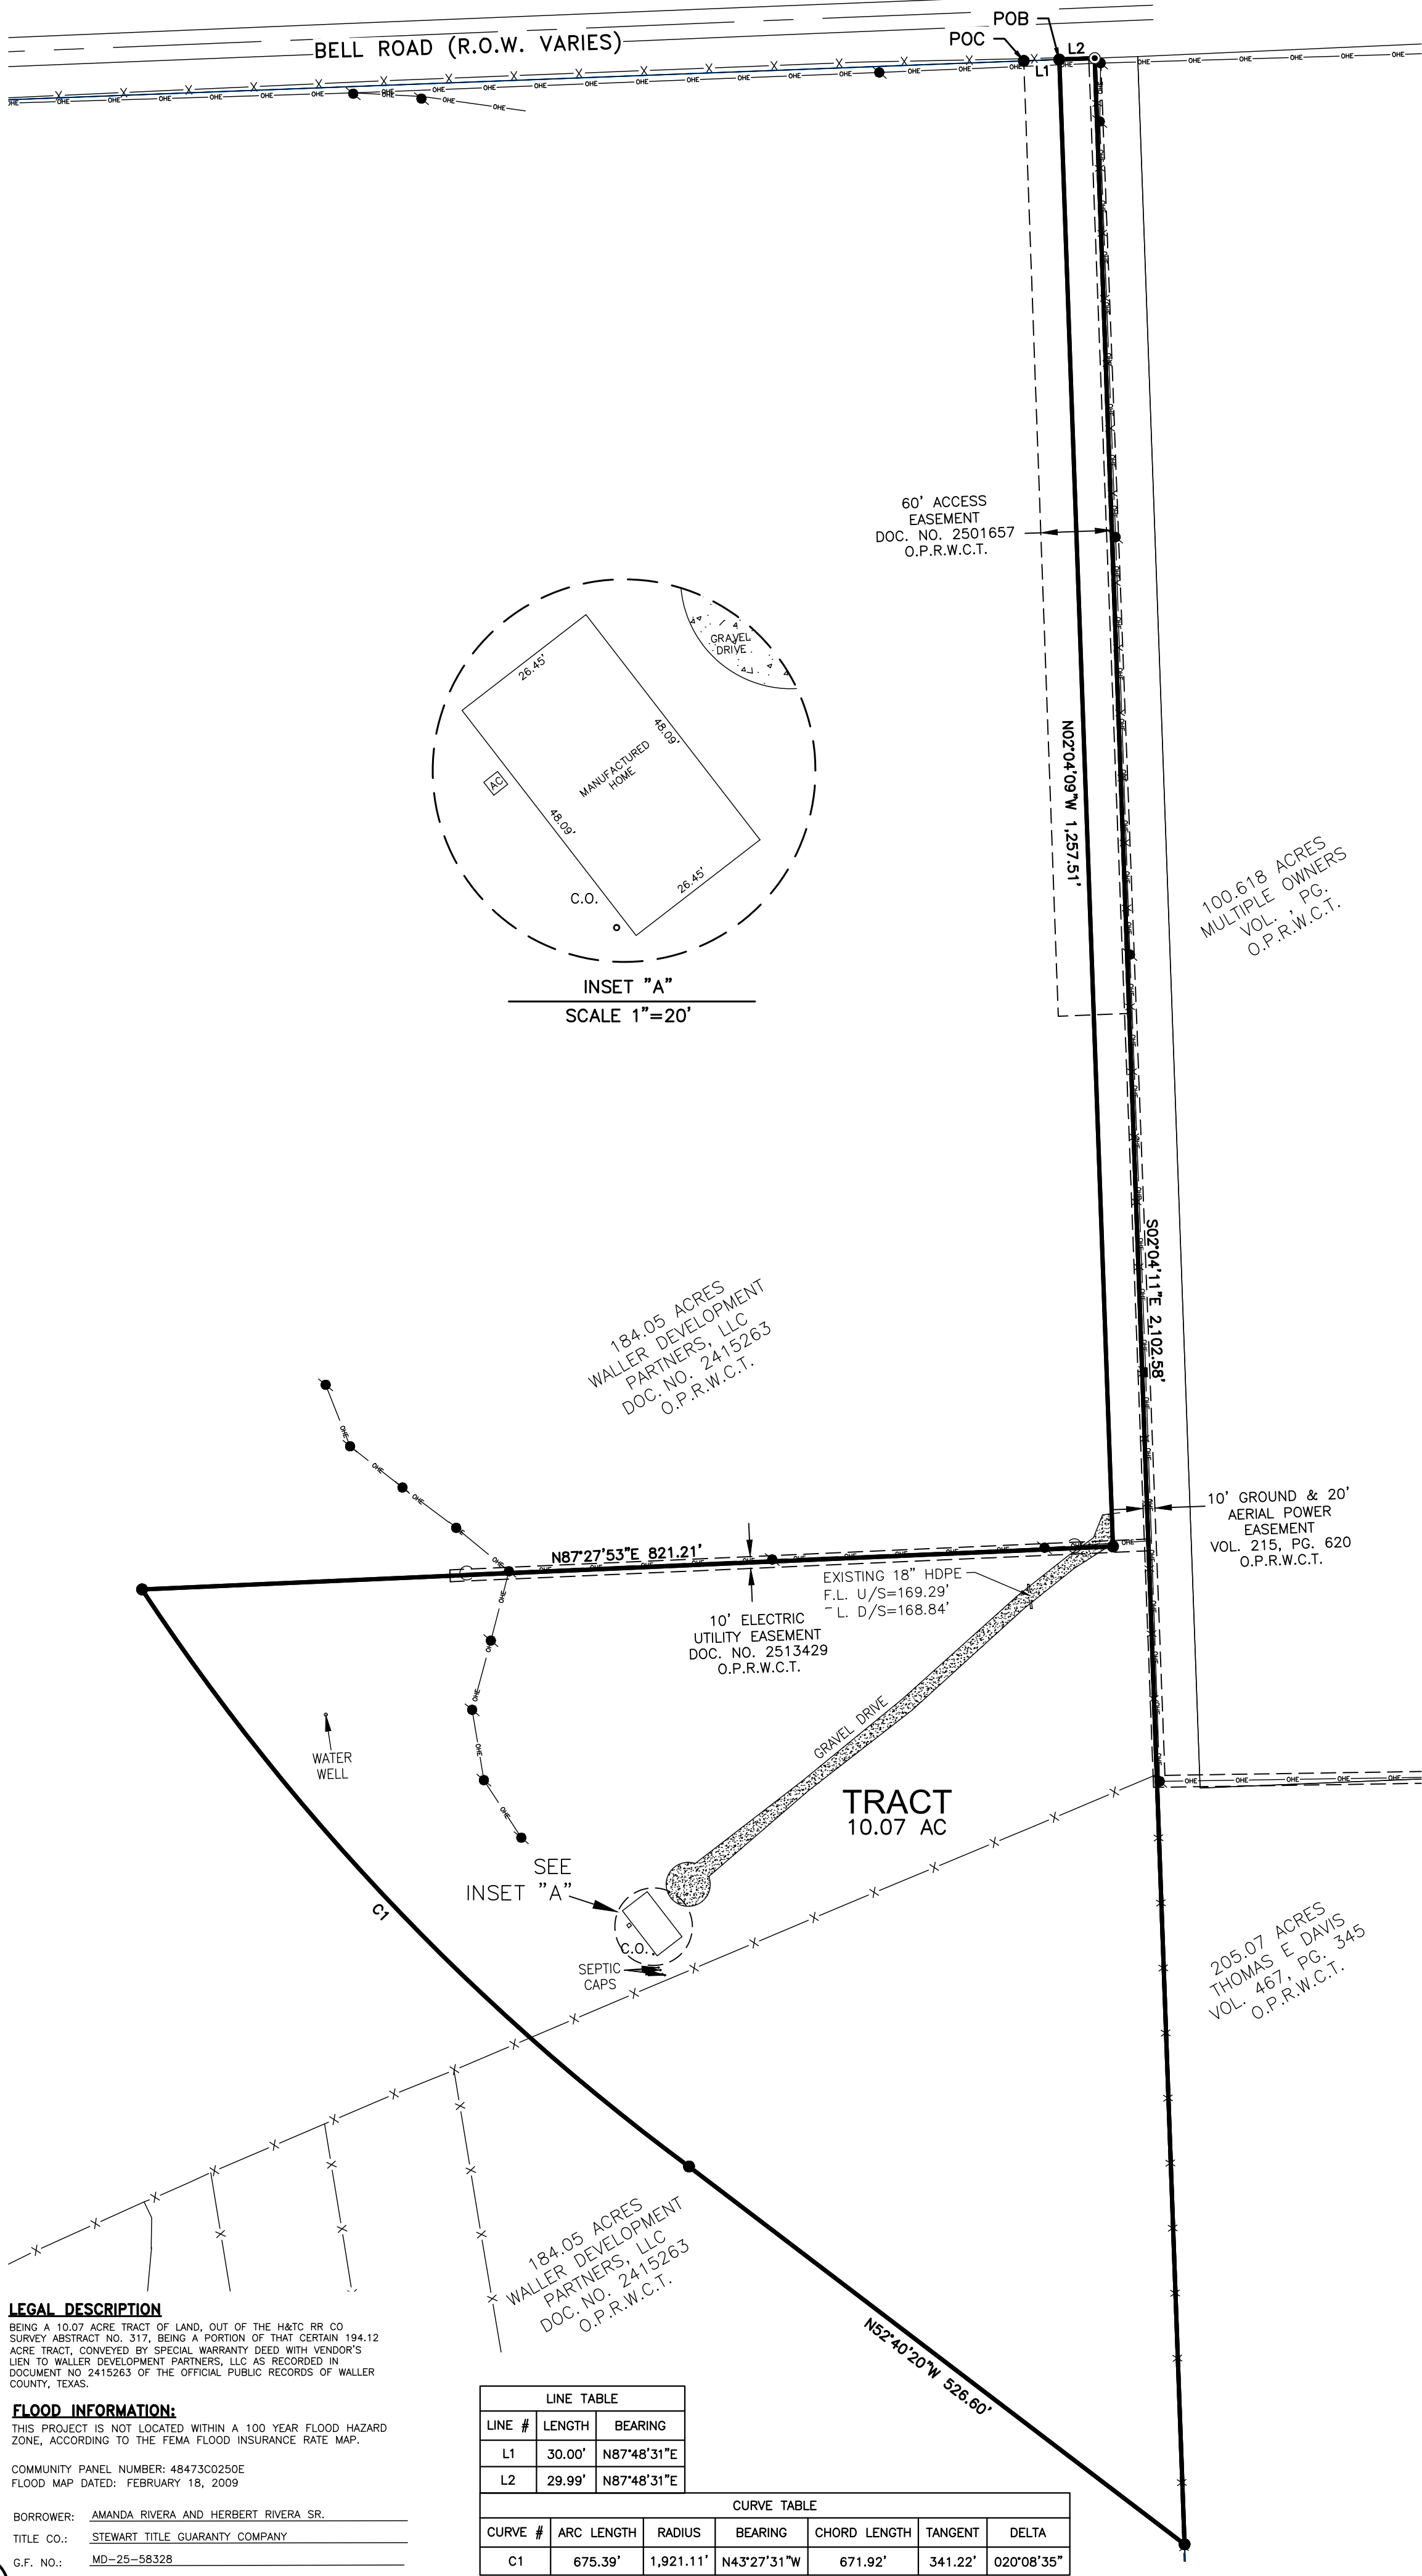 BELL ROAD (R.O.W. VARIES)
POB
POC
L1
L2
60' ACCESS
EASEMENT
DOC. NO. 2501657
O.P.R.W.C.T.
GRAVEL
DRIVE
26.45'
48.09'
MANUFACTURED
HOME
AC
48.09'
26.45'
C.O.
INSET "A"
SCALE 1"=20'
N02°04'09"W 1,257.51'
100.618 ACRES
MULTIPLE OWNERS
VOL. , PG.
O.P.R.W.C.T.
S02°04'11"E 2,102.58'
184.05 ACRES
WALLER DEVELOPMENT
PARTNERS, LLC
DOC. NO. 2415263
O.P.R.W.C.T.
10' GROUND & 20'
AERIAL POWER
EASEMENT
VOL. 215, PG. 620
O.P.R.W.C.T.
N87°27'53"E 821.21'
EXISTING 18" HDPE
F.L. U/S=169.29'
L. D/S=168.84'
10' ELECTRIC
UTILITY EASEMENT
DOC. NO. 2513429
O.P.R.W.C.T.
GRAVEL DRIVE
WATER
WELL
TRACT
10.07 AC
SEE
INSET "A"
C.O.
SEPTIC
CAPS
C1
205.07 ACRES
THOMAS E DAVIS
VOL. 467, PG. 345
O.P.R.W.C.T.
184.05 ACRES
WALLER DEVELOPMENT
PARTNERS, LLC
DOC. NO. 2415263
O.P.R.W.C.T.
N52°40'20"W 526.60'
LEGAL DESCRIPTION
BEING A 10.07 ACRE TRACT OF LAND, OUT OF THE H&TC RR CO
SURVEY ABSTRACT NO. 317, BEING A PORTION OF THAT CERTAIN 194.12
ACRE TRACT, CONVEYED BY SPECIAL WARRANTY DEED WITH VENDOR'S
LIEN TO WALLER DEVELOPMENT PARTNERS, LLC AS RECORDED IN
DOCUMENT NO 2415263 OF THE OFFICIAL PUBLIC RECORDS OF WALLER
COUNTY, TEXAS.
FLOOD INFORMATION:
THIS PROJECT IS NOT LOCATED WITHIN A 100 YEAR FLOOD HAZARD
ZONE, ACCORDING TO THE FEMA FLOOD INSURANCE RATE MAP.
COMMUNITY PANEL NUMBER: 48473C0250E
FLOOD MAP DATED: FEBRUARY 18, 2009
BORROWER: AMANDA RIVERA AND HERBERT RIVERA SR.
TITLE CO.: STEWART TITLE GUARANTY COMPANY
G.F. NO.: MD-25-58328
LINE TABLE
LINE # LENGTH BEARING
L1 30.00' N87°48'31"E
L2 29.99' N87°48'31"E
CURVE TABLE
CURVE # ARC LENGTH RADIUS BEARING CHORD LENGTH TANGENT DELTA
C1 675.39' 1,921.11' N43°27'31"W 671.92' 341.22' 020°08'35"